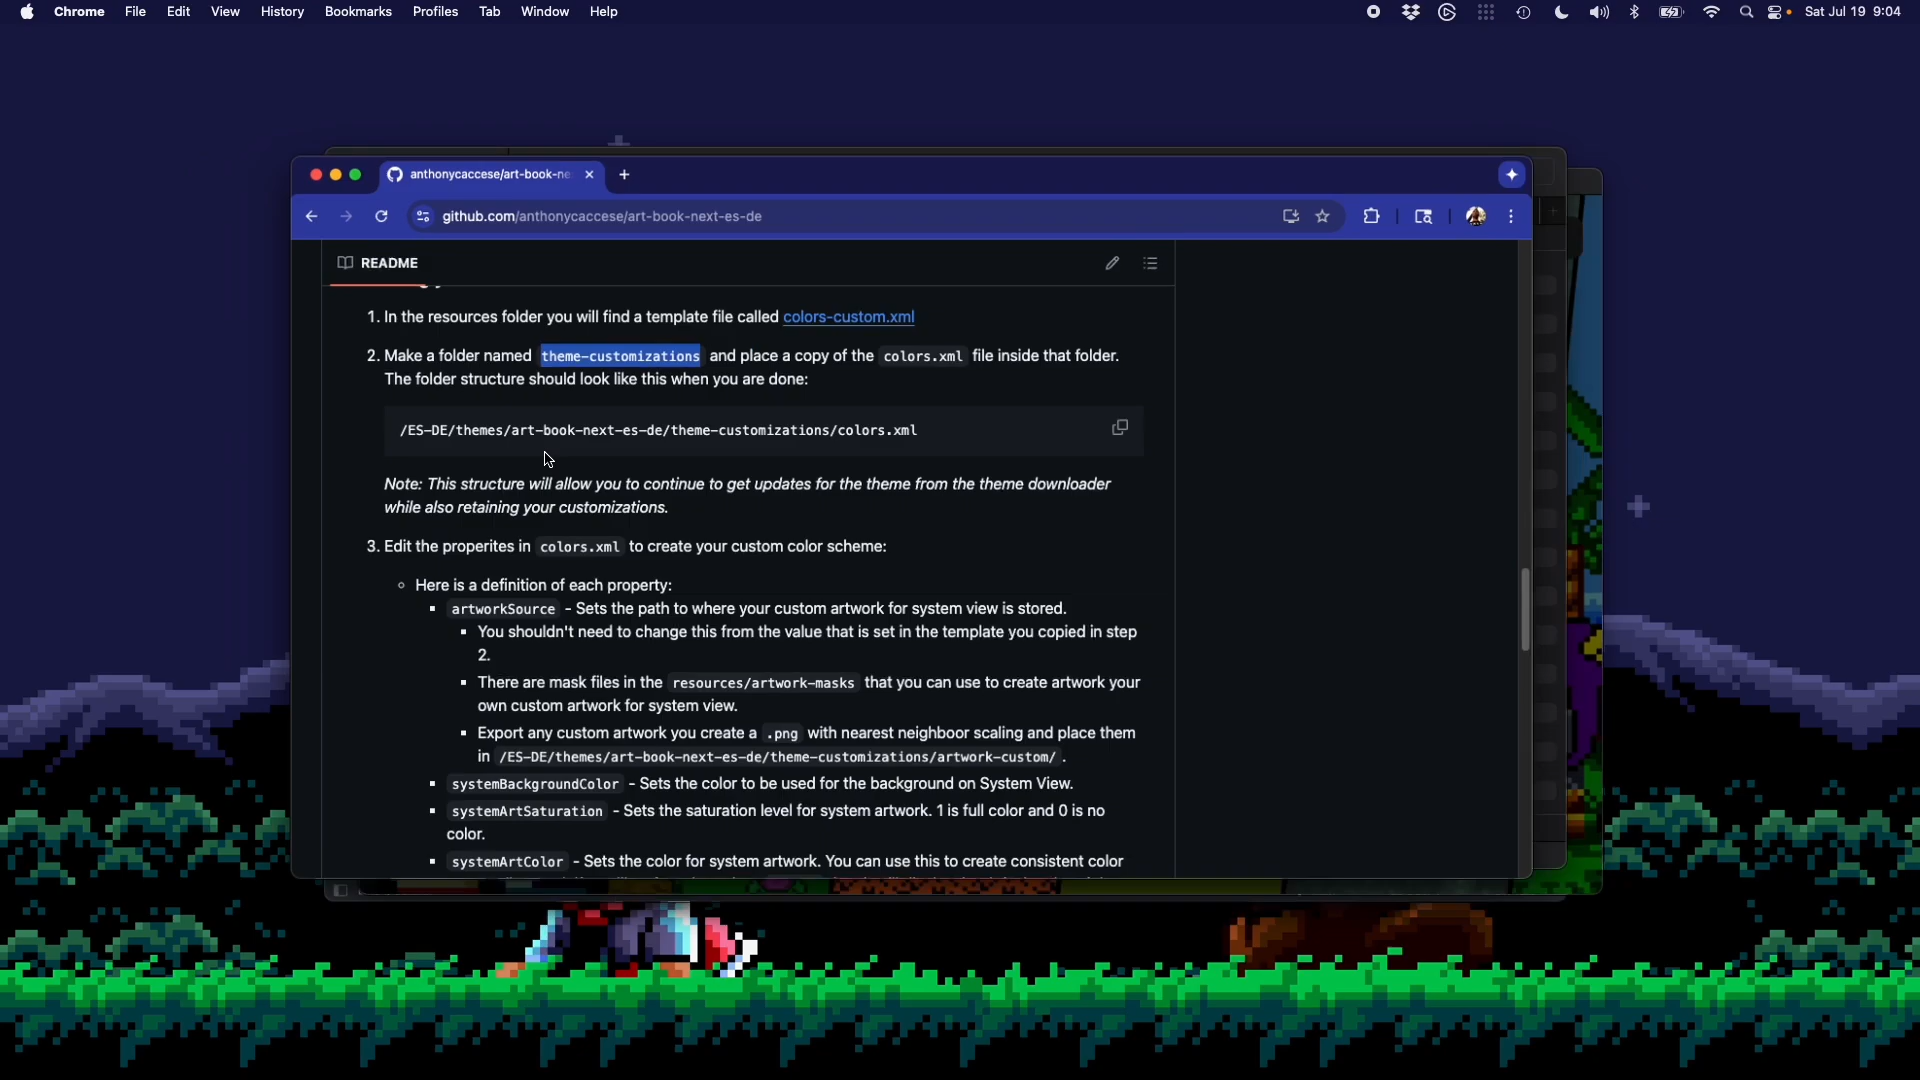 Chrome File Edit View History Bookmarks Profiles Tab Window Help Sat Jul 19 9:04
anthonycaccese/art-book-ne
github.com/anthonycaccese/art-book-next-es-de
README
1. In the resources folder you will find a template file called colors-custom.xml
2. Make a folder named theme-customizations and place a copy of the colors.xml file inside that folder.
The folder structure should look like this when you are done:
/ES-DE/themes/art-book-next-es-de/theme-customizations/colors.xml
Note: This structure will allow you to continue to get updates for the theme from the theme downloader
while also retaining your customizations.
3. Edit the properites in colors.xml to create your custom color scheme:
Here is a definition of each property:
artworkSource - Sets the path to where your custom artwork for system view is stored.
You shouldn't need to change this from the value that is set in the template you copied in step
2.
There are mask files in the resources/artwork-masks that you can use to create artwork your
own custom artwork for system view.
Export any custom artwork you create a .png with nearest neighboor scaling and place them
in /ES-DE/themes/art-book-next-es-de/theme-customizations/artwork-custom/ .
systemBackgroundColor - Sets the color to be used for the background on System View.
systemArtSaturation - Sets the saturation level for system artwork. 1 is full color and 0 is no
color.
systemArtColor - Sets the color for system artwork. You can use this to create consistent color